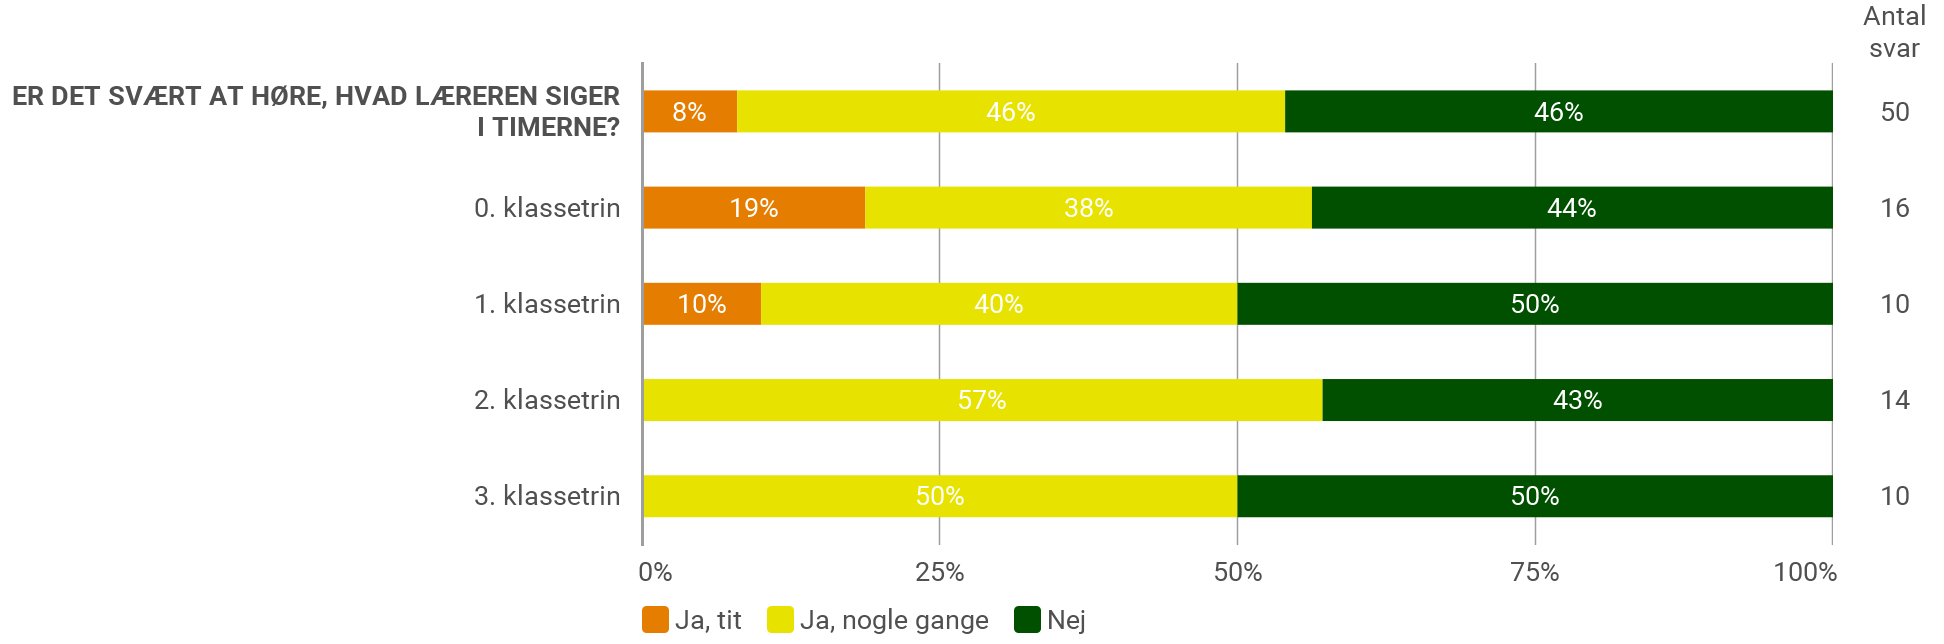 Antal
svar
ER DET SVÆRT AT HØRE, HVAD LÆREREN SIGER
I TIMERNE?
8% 46% 46% 50
0. klassetrin 19% 38% 44% 16
1. klassetrin 10% 40% 50% 10
2. klassetrin 57% 43% 14
3. klassetrin 50% 50% 10
0% 25% 50% 75% 100%
Ja, tit Ja, nogle gange Nej